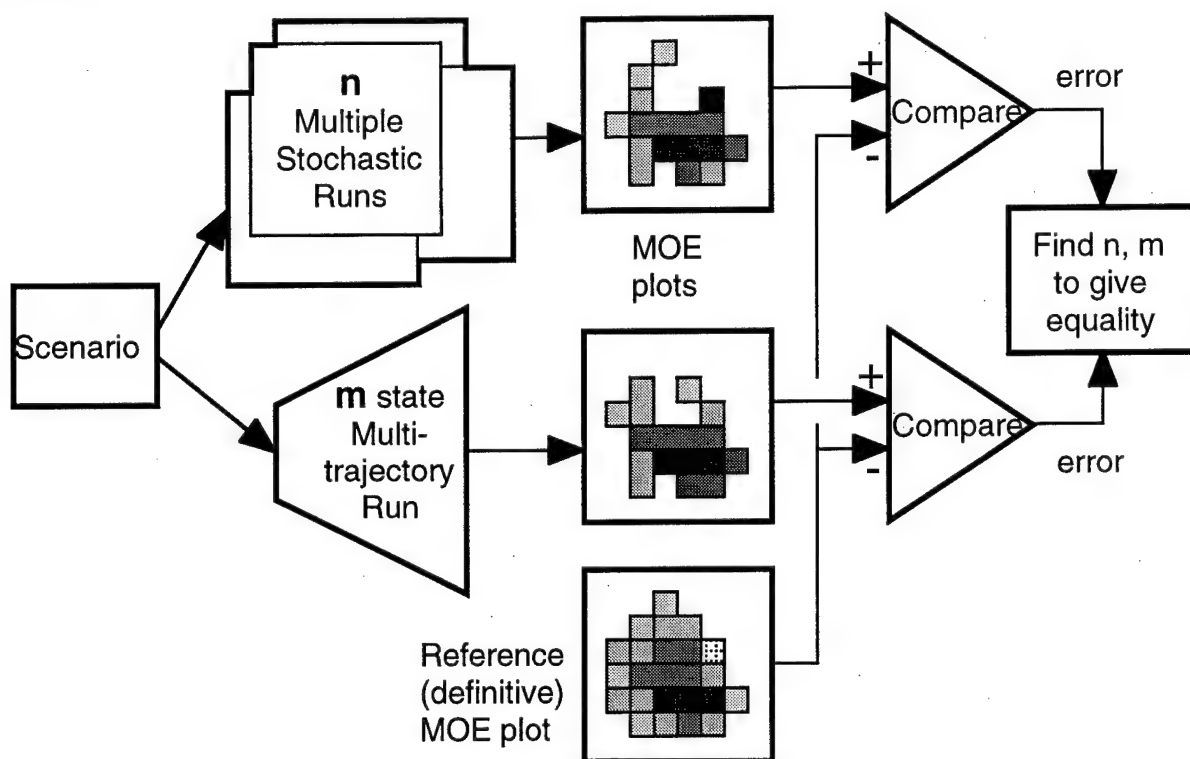 n
Multiple
Stochastic
Runs
Scenario
m state
Multi-
trajectory
Run
MOE
plots
Reference
(definitive)
MOE plot
+
Compare
-
error
+
Compare
-
error
Find n, m
to give
equality